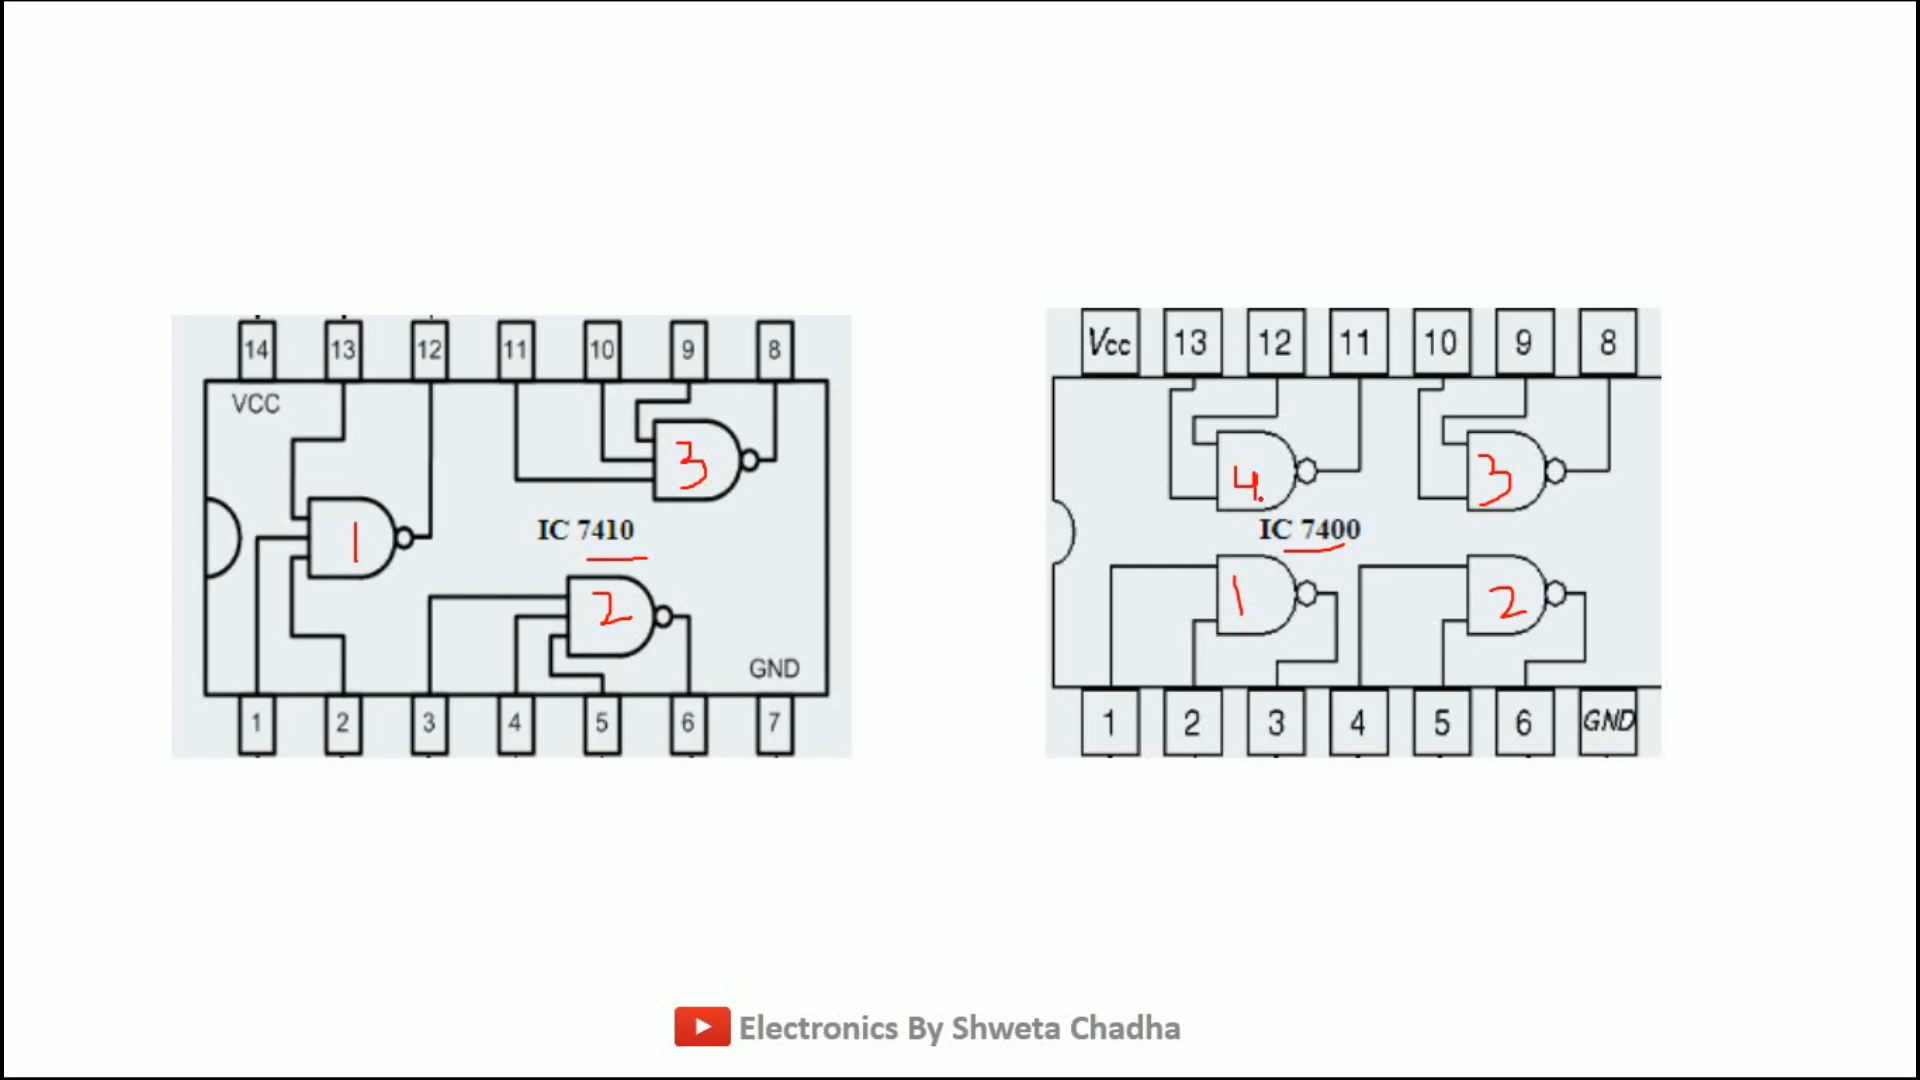 14 13 12 11 10 9 8
VCC
3
1
IC 7410
2
GND
1 2 3 4 5 6 7
Vcc 13 12 11 10 9 8
4.
3
IC 7400
1
2
1 2 3 4 5 6 GND
Electronics By Shweta Chadha